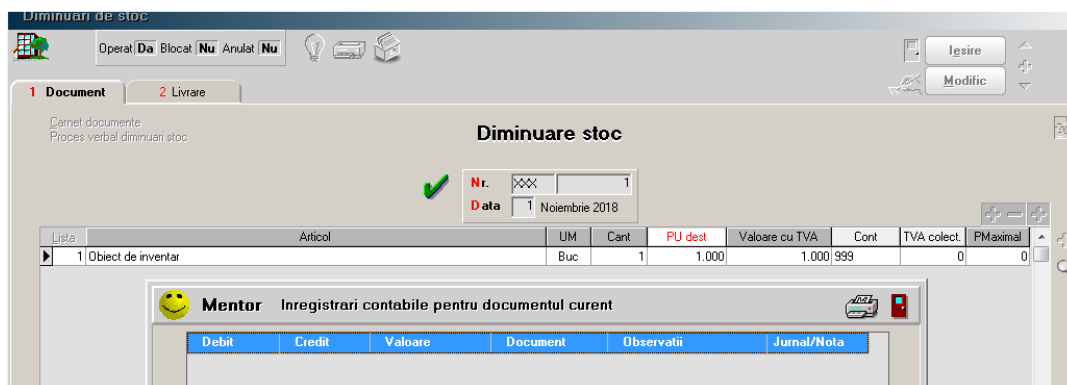 Diminuari de stoc
Operat Da Blocat Nu Anulat Nu
Iesire
Modific
1 Document 2 Livrare
Carnet documente
Proces verbal diminuari stoc
Diminuare stoc
Nr. XXX 1
Data 1 Noiembrie 2018
Lista Articol UM Cant PU dest Valoare cu TVA Cont TVA colect. PMaximal
1 Obiect de inventar Buc 1 1.000 1.000 999 0 0
Mentor Inregistrari contabile pentru documentul curent
Debit Credit Valoare Document Observatii Jurnal/Nota